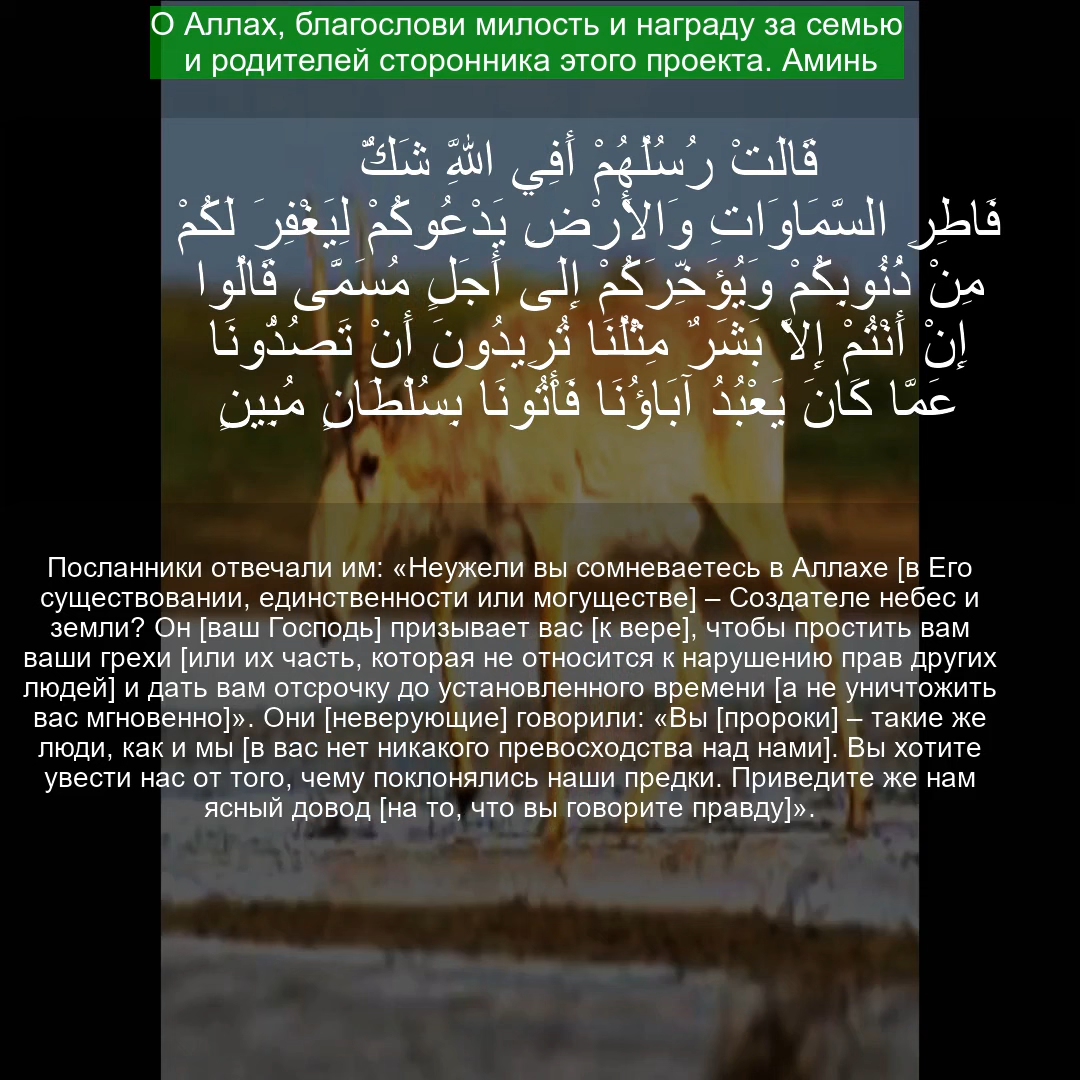 О Аллах, благослови милость и награду за семью
и родителей сторонника этого проекта. Аминь
قَالَتْ رُسُلُهُمْ أَفِي اللَّهِ شَكٌّ
فَاطِرِ السَّمَاوَاتِ وَالأَرْضِ يَدْعُوكُمْ لِيَغْفِرَ لَكُمْ
مِنْ ذُنُوبِكُمْ وَيُؤَخِّرَكُمْ إِلَى أَجَلٍ مُسَمًّى قَالُوا
إِنْ أَنْتُمْ إِلاَّ بَشَرٌ مِثْلُنَا تُرِيدُونَ أَنْ تَصُدُّونَا
عَمَّا كَانَ يَعْبُدُ آبَاؤُنَا فَأْتُونَا بِسُلْطَانٍ مُبِينٍ
Посланники отвечали им: «Неужели вы сомневаетесь в Аллахе [в Его
существовании, единственности или могуществе] – Создателе небес и
земли? Он [ваш Господь] призывает вас [к вере], чтобы простить вам
ваши грехи [или их часть, которая не относится к нарушению прав других
людей] и дать вам отсрочку до установленного времени [а не уничтожить
вас мгновенно]». Они [неверующие] говорили: «Вы [пророки] – такие же
люди, как и мы [в вас нет никакого превосходства над нами]. Вы хотите
увести нас от того, чему поклонялись наши предки. Приведите же нам
ясный довод [на то, что вы говорите правду]».